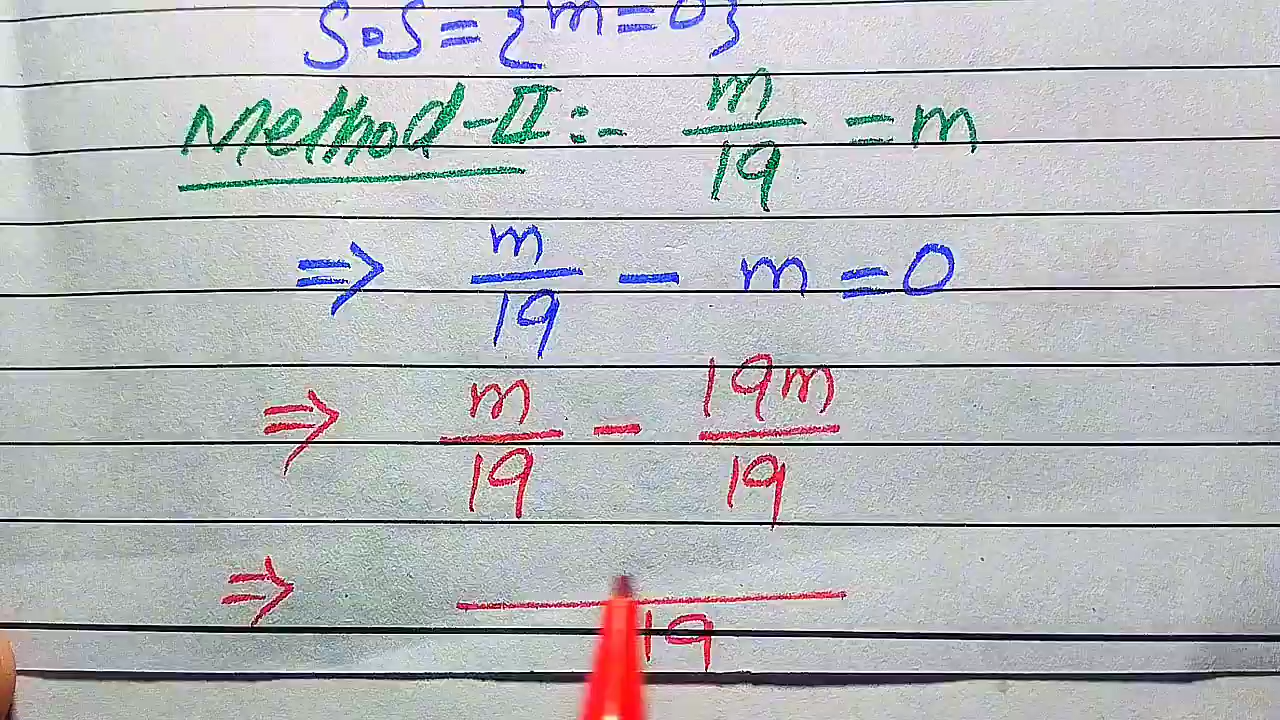 S.S = {m=0}
Method-II :- m/19 = m
⇒ m/19 - m = 0
⇒ m/19 - 19m/19
⇒ /19